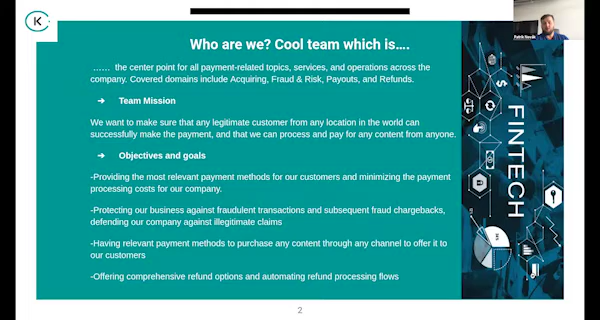 K
Who are we? Cool team which is....
...... the center point for all payment-related topics, services, and operations across the
company. Covered domains include Acquiring, Fraud & Risk, Payouts, and Refunds.
➔ Team Mission
We want to make sure that any legitimate customer from any location in the world can
successfully make the payment, and that we can process and pay for any content from anyone.
➔ Objectives and goals
-Providing the most relevant payment methods for our customers and minimizing the payment
processing costs for our company.
-Protecting our business against fraudulent transactions and subsequent fraud chargebacks,
defending our company against illegitimate claims
-Having relevant payment methods to purchase any content through any channel to offer it to
our customers
-Offering comprehensive refund options and automating refund processing flows
FINTECH
2